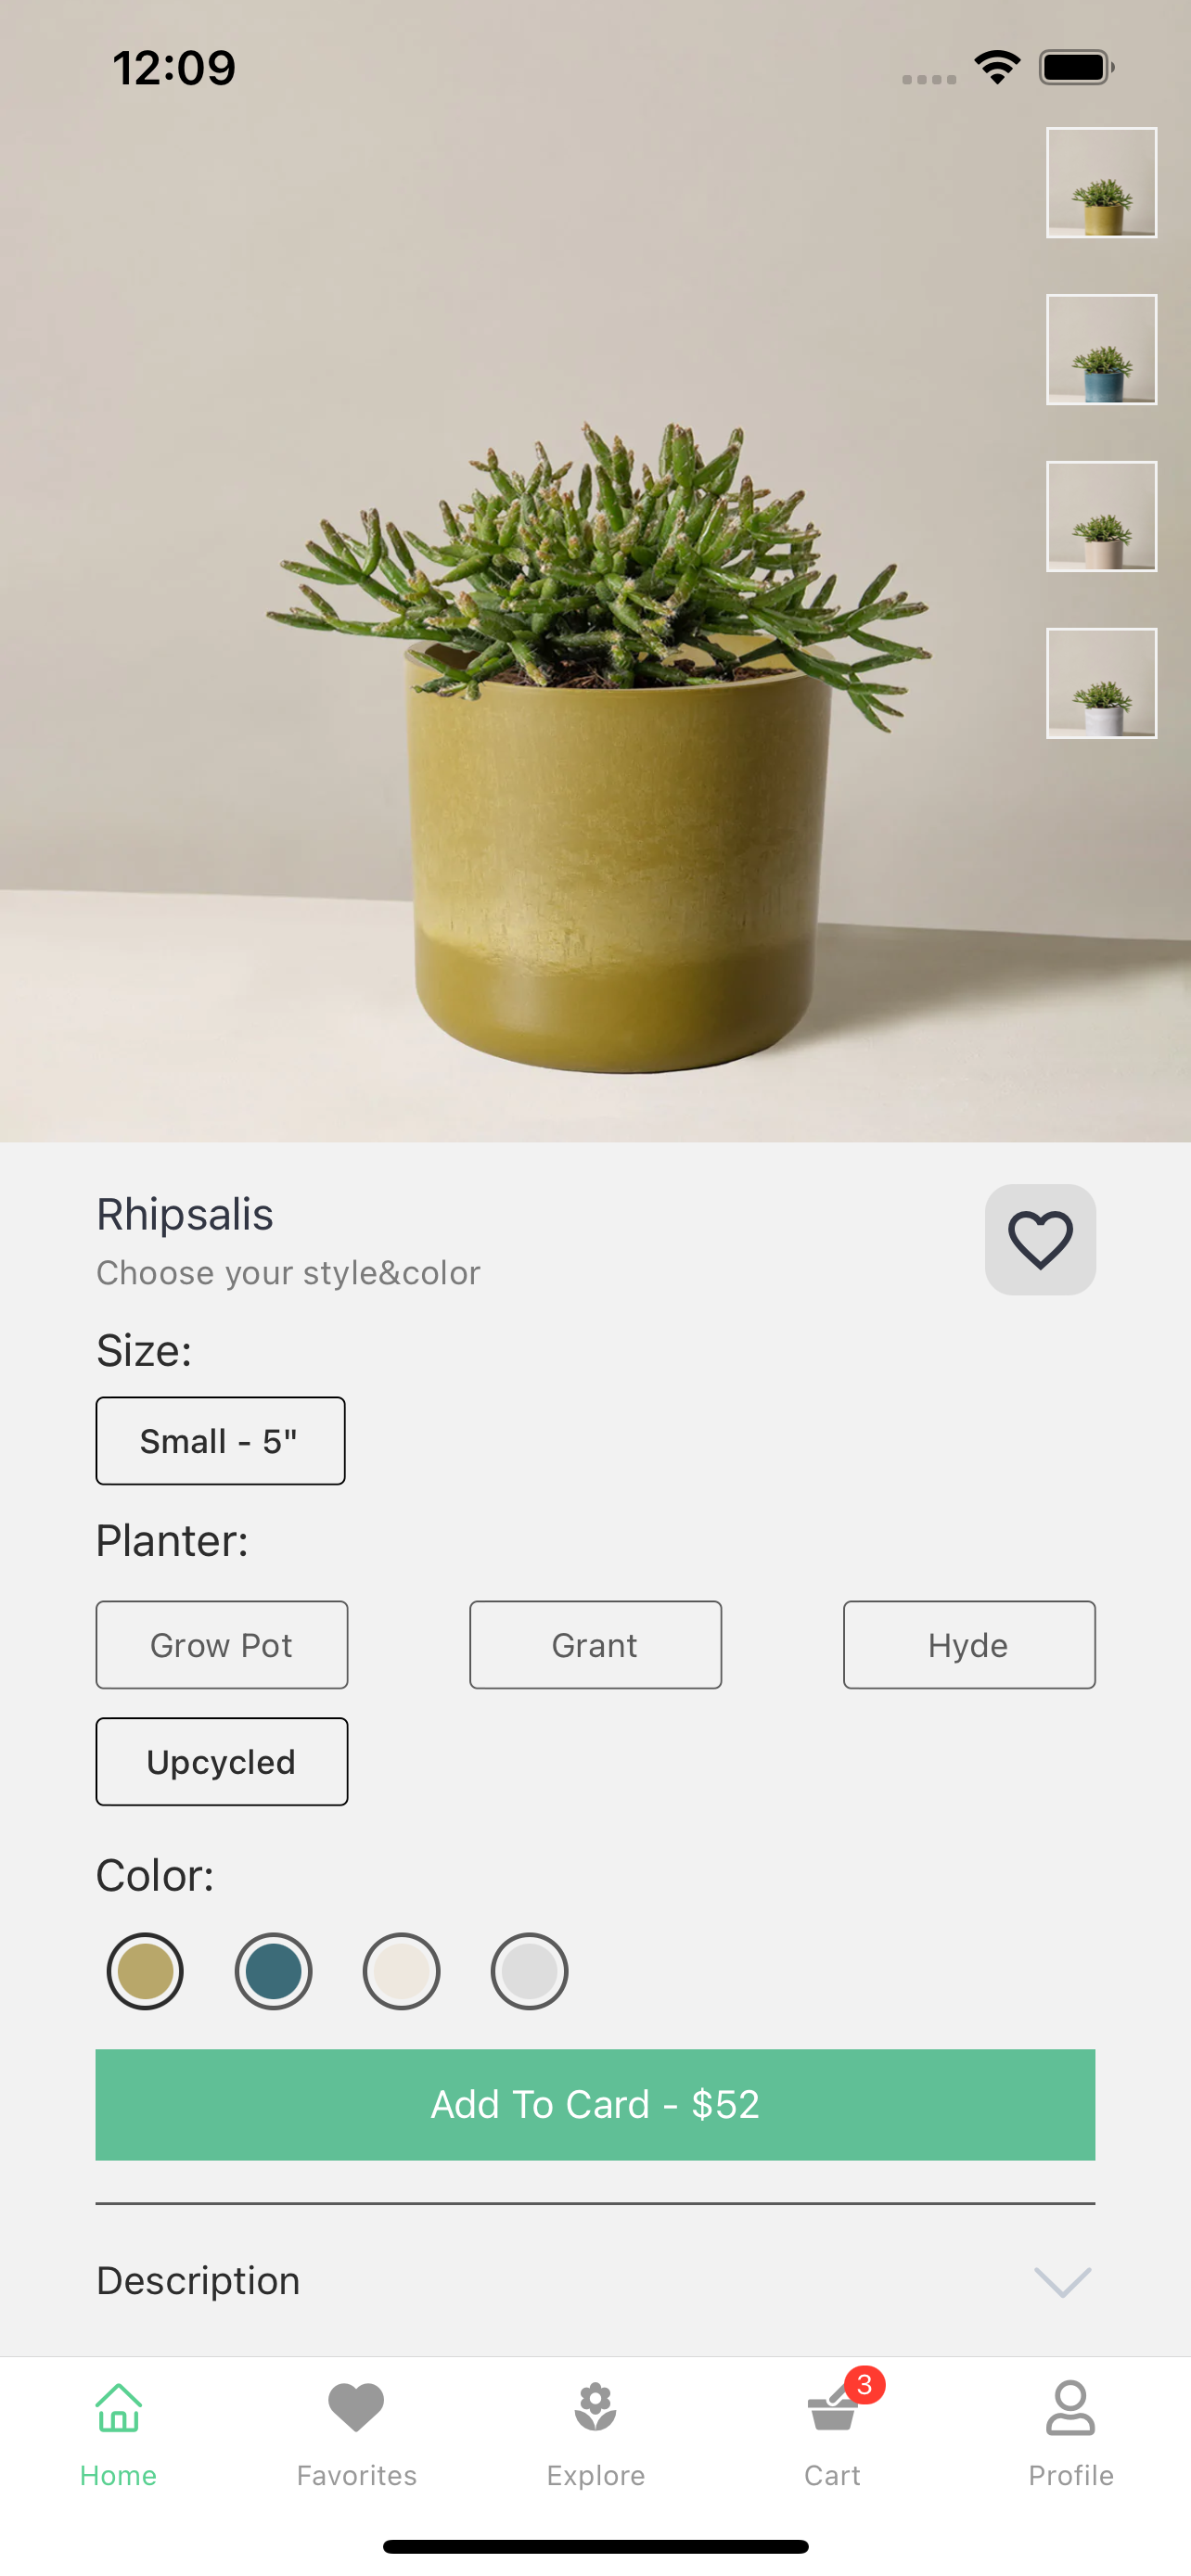 12:09
Rhipsalis
Choose your style&color
Size:
Small - 5"
Planter:
Grow Pot
Grant
Hyde
Upcycled
Color:
Add To Card - $52
Description
3
Home
Favorites
Explore
Cart
Profile